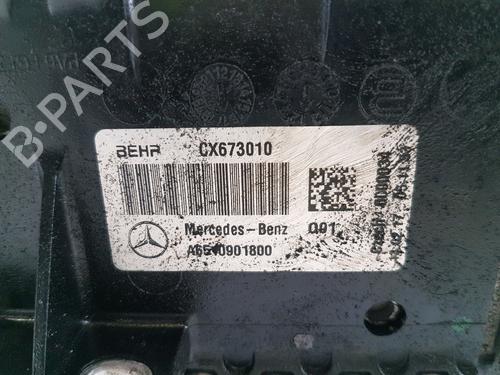 B-PARTS
BEHR CX673010
Mercedes-Benz 001
A6510901800